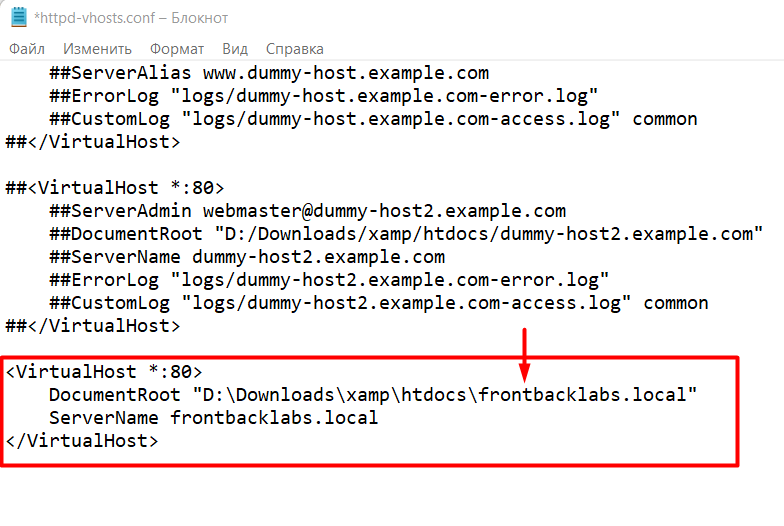 *httpd-vhosts.conf – Блокнот
Файл Изменить Формат Вид Справка
##ServerAlias www.dummy-host.example.com
##ErrorLog "logs/dummy-host.example.com-error.log"
##CustomLog "logs/dummy-host.example.com-access.log" common
##</VirtualHost>
##<VirtualHost *:80>
##ServerAdmin webmaster@dummy-host2.example.com
##DocumentRoot "D:/Downloads/xamp/htdocs/dummy-host2.example.com"
##ServerName dummy-host2.example.com
##ErrorLog "logs/dummy-host2.example.com-error.log"
##CustomLog "logs/dummy-host2.example.com-access.log" common
##</VirtualHost>
<VirtualHost *:80>
DocumentRoot "D:\Downloads\xamp\htdocs\frontbacklabs.local"
ServerName frontbacklabs.local
</VirtualHost>